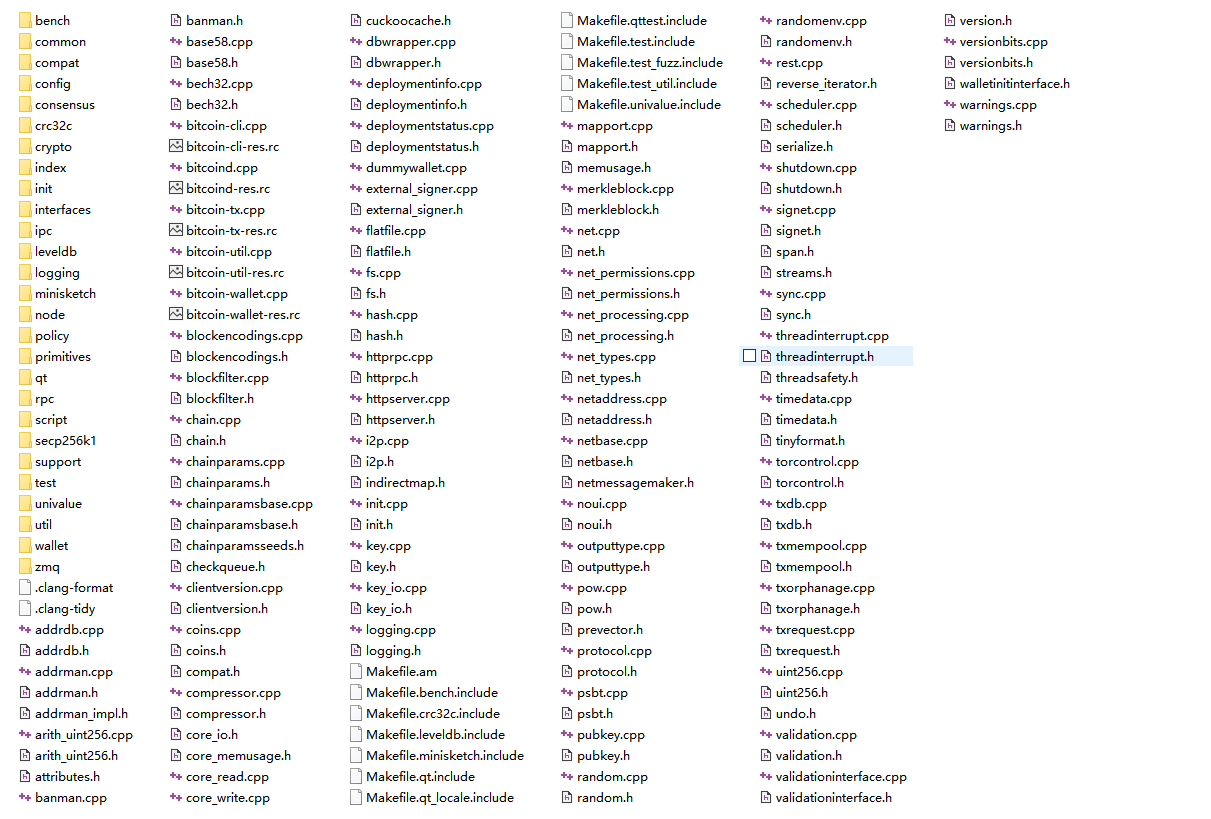 bench
common
compat
config
consensus
crc32c
crypto
index
init
interfaces
ipc
leveldb
logging
minisketch
node
policy
primitives
qt
rpc
script
secp256k1
support
test
univalue
util
wallet
zmq
.clang-format
.clang-tidy
addrdb.cpp
addrdb.h
addrman.cpp
addrman.h
addrman_impl.h
arith_uint256.cpp
arith_uint256.h
attributes.h
banman.cpp
banman.h
base58.cpp
base58.h
bech32.cpp
bech32.h
bitcoin-cli.cpp
bitcoin-cli-res.rc
bitcoind.cpp
bitcoind-res.rc
bitcoin-tx.cpp
bitcoin-tx-res.rc
bitcoin-util.cpp
bitcoin-util-res.rc
bitcoin-wallet.cpp
bitcoin-wallet-res.rc
blockencodings.cpp
blockencodings.h
blockfilter.cpp
blockfilter.h
chain.cpp
chain.h
chainparams.cpp
chainparams.h
chainparamsbase.cpp
chainparamsbase.h
chainparamsseeds.h
checkqueue.h
clientversion.cpp
clientversion.h
coins.cpp
coins.h
compat.h
compressor.cpp
compressor.h
core_io.h
core_memusage.h
core_read.cpp
core_write.cpp
cuckoocache.h
dbwrapper.cpp
dbwrapper.h
deploymentinfo.cpp
deploymentinfo.h
deploymentstatus.cpp
deploymentstatus.h
dummywallet.cpp
external_signer.cpp
external_signer.h
flatfile.cpp
flatfile.h
fs.cpp
fs.h
hash.cpp
hash.h
httprpc.cpp
httprpc.h
httpserver.cpp
httpserver.h
i2p.cpp
i2p.h
indirectmap.h
init.cpp
init.h
key.cpp
key.h
key_io.cpp
key_io.h
logging.cpp
logging.h
Makefile.am
Makefile.bench.include
Makefile.crc32c.include
Makefile.leveldb.include
Makefile.minisketch.include
Makefile.qt.include
Makefile.qt_locale.include
Makefile.qttest.include
Makefile.test.include
Makefile.test_fuzz.include
Makefile.test_util.include
Makefile.univalue.include
mapport.cpp
mapport.h
memusage.h
merkleblock.cpp
merkleblock.h
net.cpp
net.h
net_permissions.cpp
net_permissions.h
net_processing.cpp
net_processing.h
net_types.cpp
net_types.h
netaddress.cpp
netaddress.h
netbase.cpp
netbase.h
netmessagemaker.h
noui.cpp
noui.h
outputtype.cpp
outputtype.h
pow.cpp
pow.h
prevector.h
protocol.cpp
protocol.h
psbt.cpp
psbt.h
pubkey.cpp
pubkey.h
random.cpp
random.h
randomenv.cpp
randomenv.h
rest.cpp
reverse_iterator.h
scheduler.cpp
scheduler.h
serialize.h
shutdown.cpp
shutdown.h
signet.cpp
signet.h
span.h
streams.h
sync.cpp
sync.h
threadinterrupt.cpp
threadinterrupt.h
threadsafety.h
timedata.cpp
timedata.h
tinyformat.h
torcontrol.cpp
torcontrol.h
txdb.cpp
txdb.h
txmempool.cpp
txmempool.h
txorphanage.cpp
txorphanage.h
txrequest.cpp
txrequest.h
uint256.cpp
uint256.h
undo.h
validation.cpp
validation.h
validationinterface.cpp
validationinterface.h
version.h
versionbits.cpp
versionbits.h
walletinitinterface.h
warnings.cpp
warnings.h